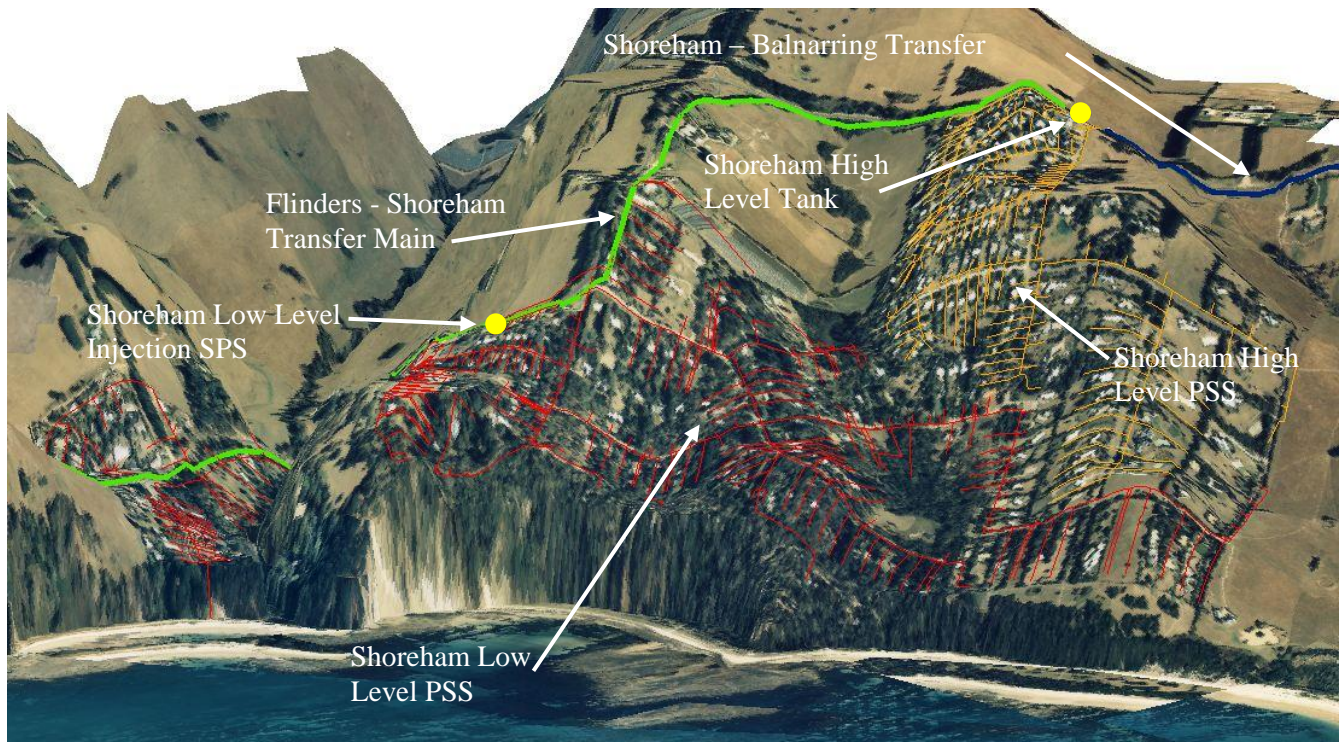 Shoreham – Balnarring Transfer
Shoreham High
Level Tank
Flinders - Shoreham
Transfer Main
Shoreham Low Level
Injection SPS
Shoreham High
Level PSS
Shoreham Low
Level PSS